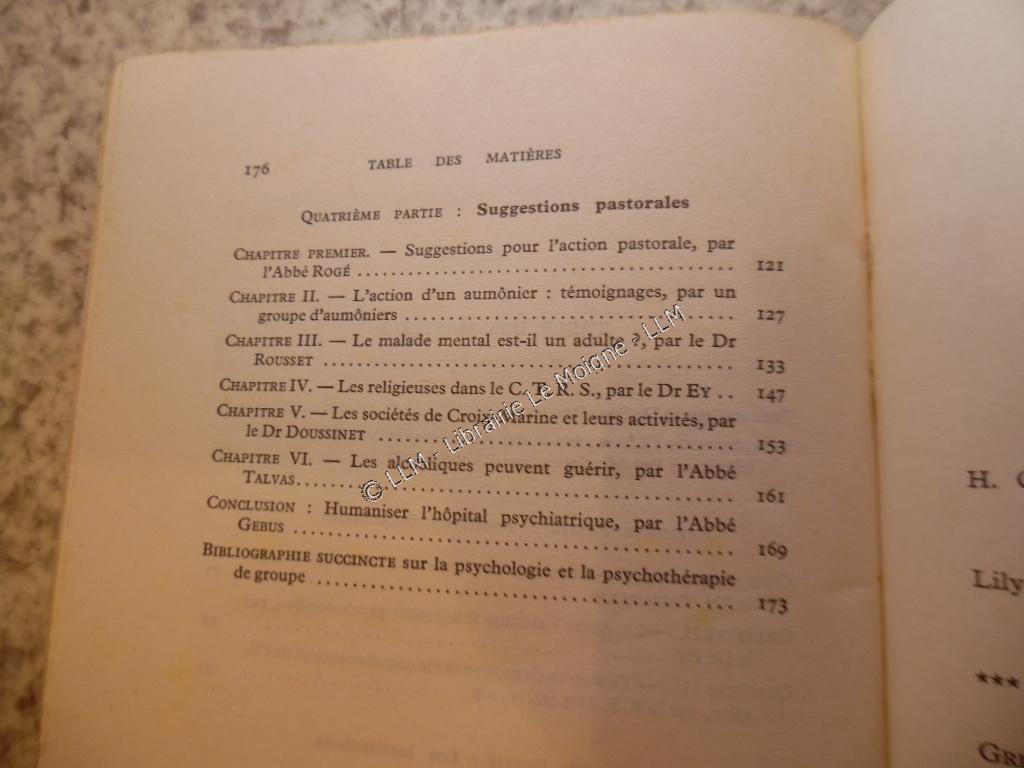 176 TABLE DES MATIÈRES
QUATRIÈME PARTIE : Suggestions pastorales
CHAPITRE PREMIER. — Suggestions pour l'action pastorale, par
l'Abbé ROGÉ ........................................ 121
CHAPITRE II. — L'action d'un aumônier : témoignages, par un
groupe d'aumôniers ........................................ 127
CHAPITRE III. — Le malade mental est-il un adulte ?, par le Dr
ROUSSET ........................................ 133
CHAPITRE IV. — Les religieuses dans le C. T. R. S., par le Dr EY .. 147
CHAPITRE V. — Les sociétés de Croix-Marine et leurs activités, par
le Dr DOUSSINET ........................................ 153
CHAPITRE VI. — Les alcooliques peuvent guérir, par l'Abbé
TALVAS ........................................ 161
CONCLUSION : Humaniser l'hôpital psychiatrique, par l'Abbé
GEBUS ........................................ 169
BIBLIOGRAPHIE SUCCINCTE sur la psychologie et la psychothérapie
de groupe ........................................ 173
© LLM - Librairie Le Moigne - LLM
H.
Lily
***